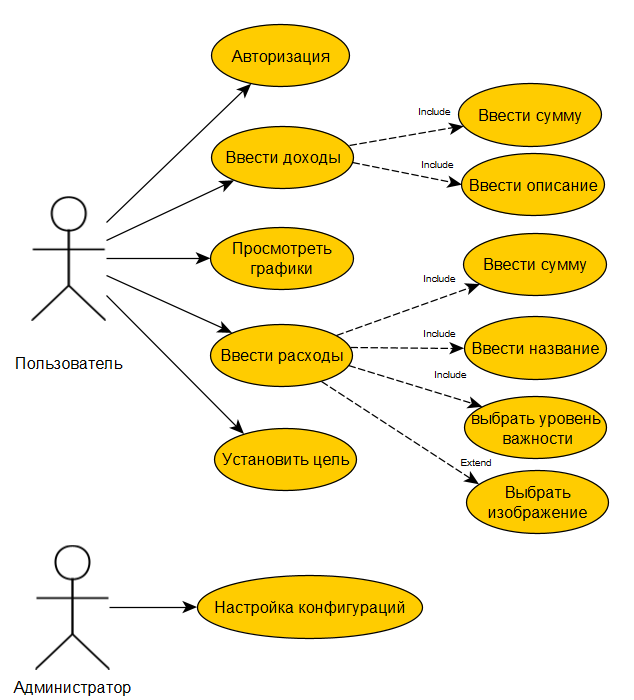 Авторизация
Include
Ввести сумму
Ввести доходы
Include
Ввести описание
Просмотреть
графики
Ввести сумму
Include
Пользователь
Ввести расходы
Include
Ввести название
Include
выбрать уровень
важности
Установить цель
Extend
Выбрать
изображение
Настройка конфигураций
Администратор